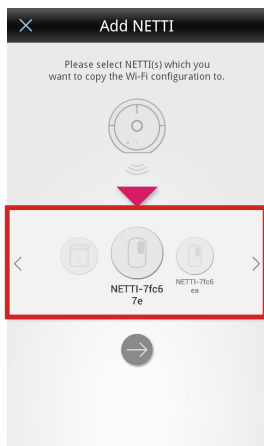 Add NETTI
Please select NETTI(s) which you
want to copy the Wi-Fi configuration to.
NETTI-7fc6
7e
NETTI-7fc6
ea